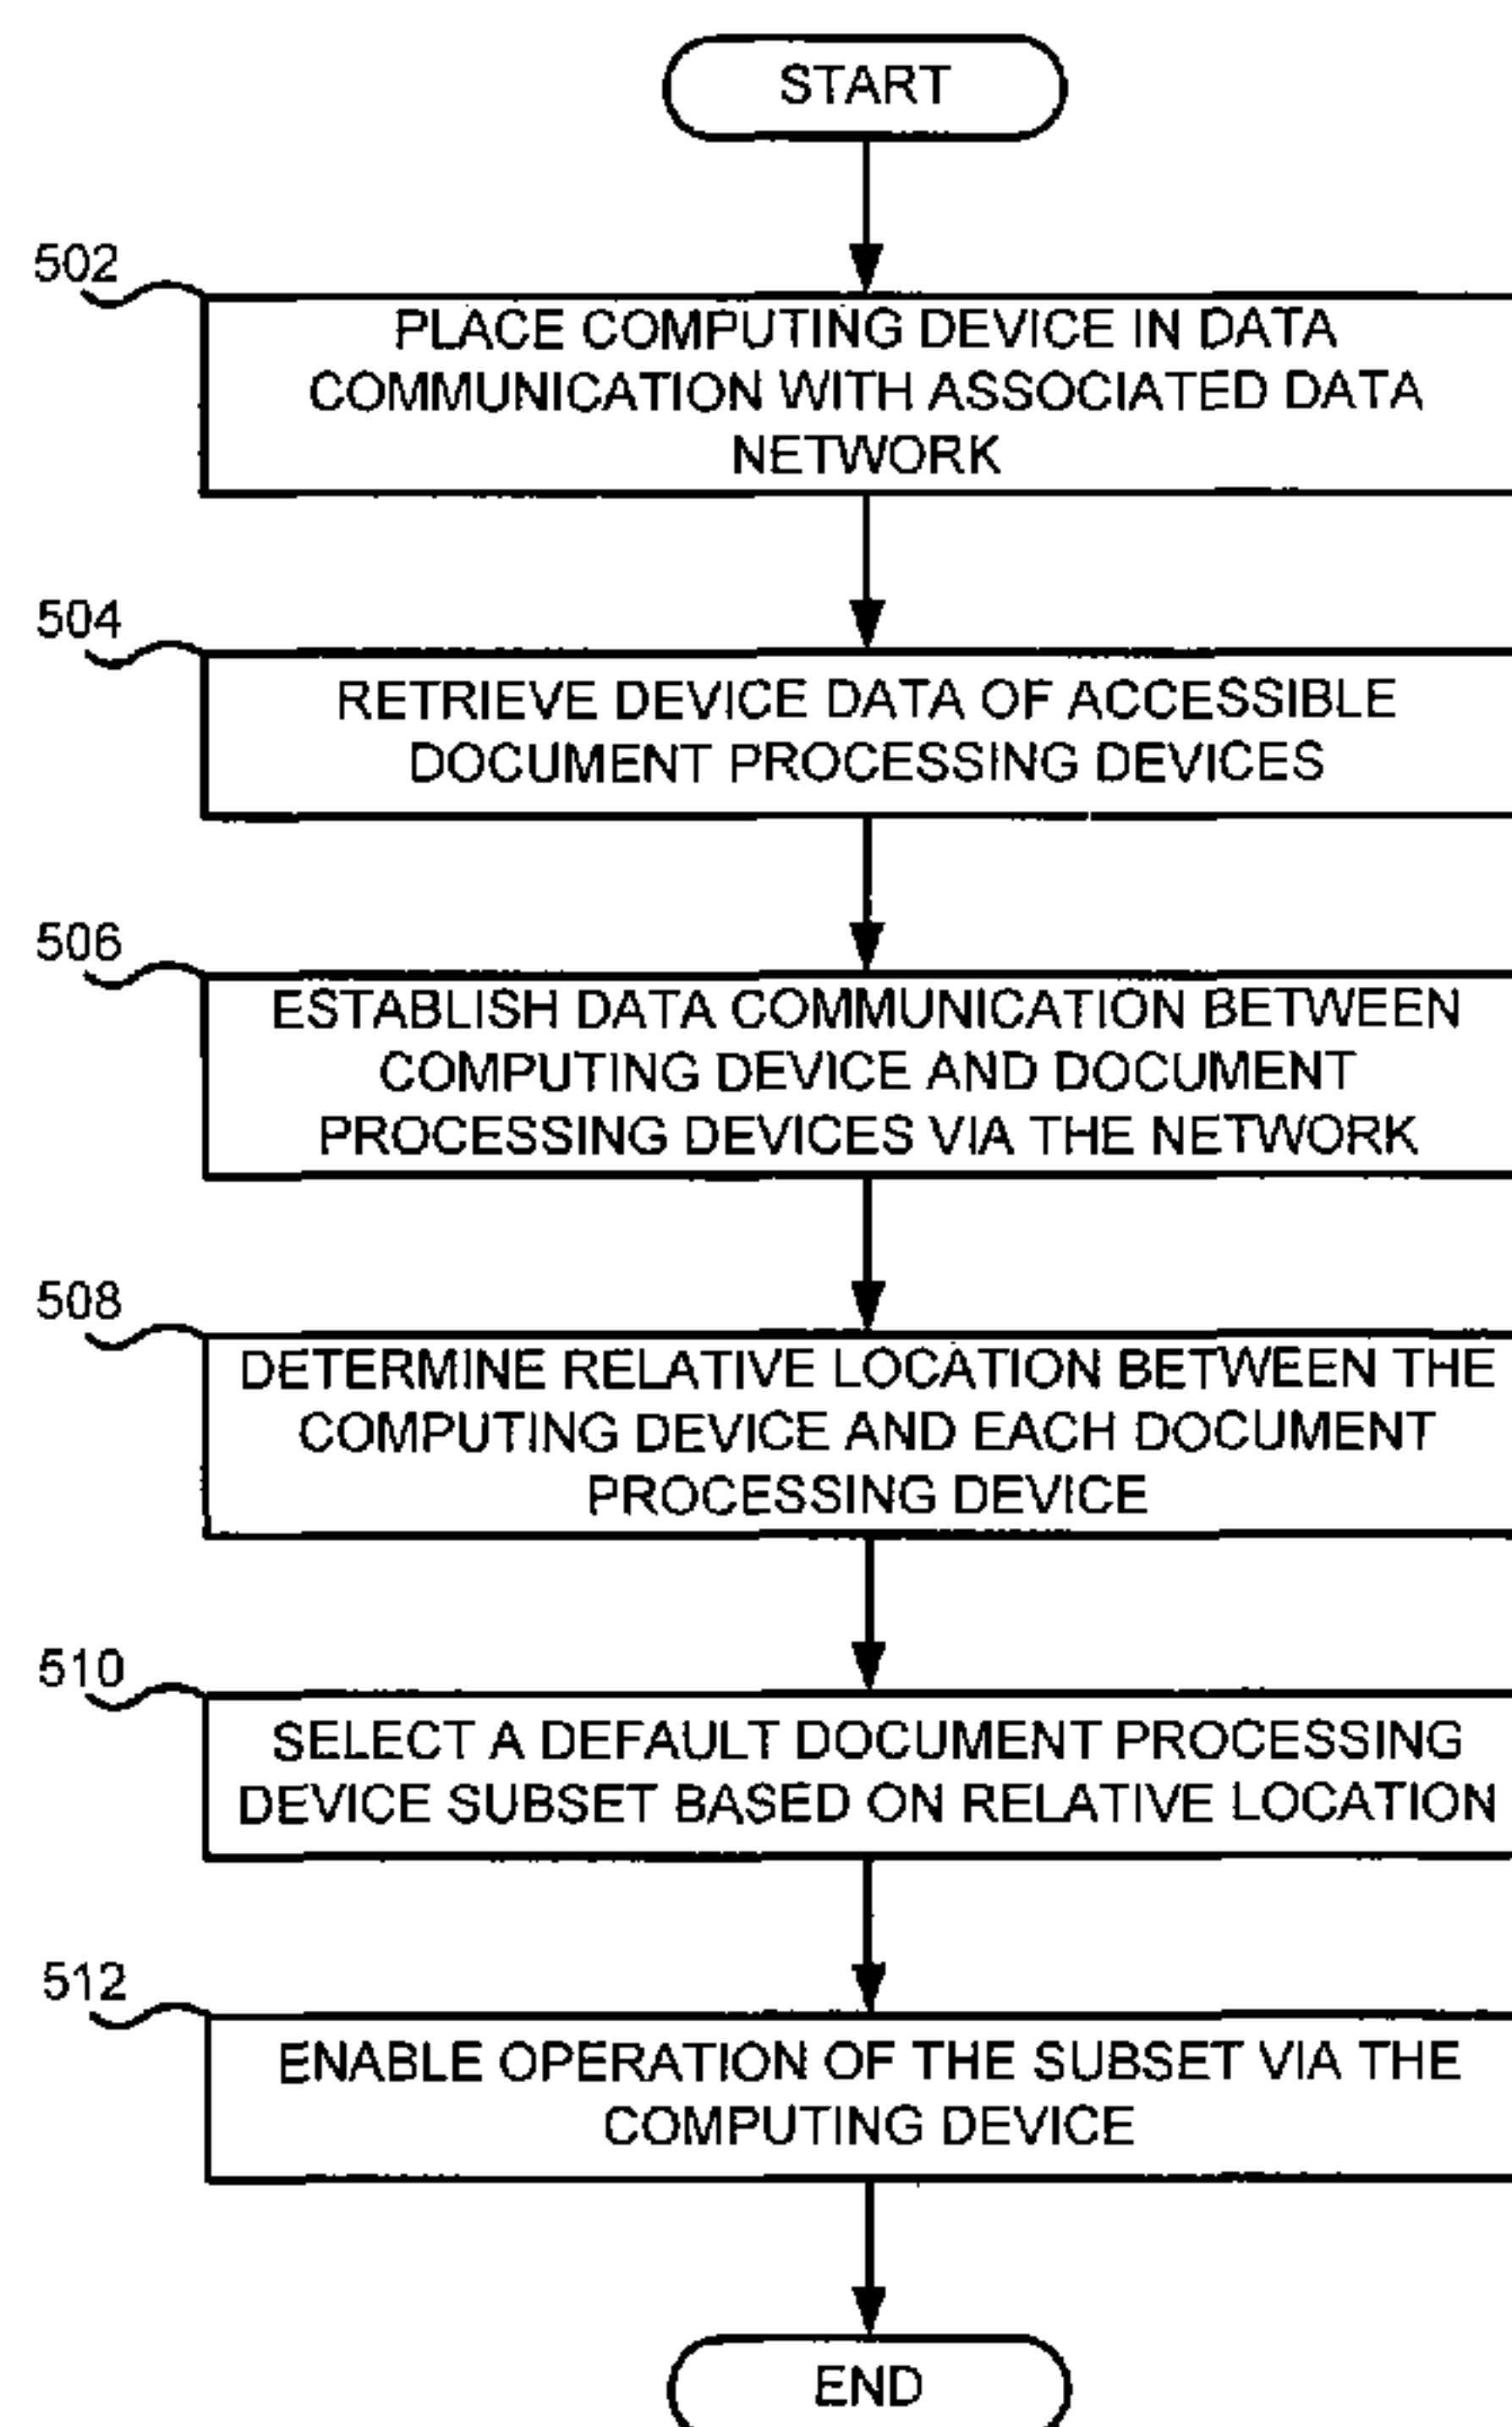 START
502
PLACE COMPUTING DEVICE IN DATA
COMMUNICATION WITH ASSOCIATED DATA
NETWORK
504
RETRIEVE DEVICE DATA OF ACCESSIBLE
DOCUMENT PROCESSING DEVICES
506
ESTABLISH DATA COMMUNICATION BETWEEN
COMPUTING DEVICE AND DOCUMENT
PROCESSING DEVICES VIA THE NETWORK
508
DETERMINE RELATIVE LOCATION BETWEEN THE
COMPUTING DEVICE AND EACH DOCUMENT
PROCESSING DEVICE
510
SELECT A DEFAULT DOCUMENT PROCESSING
DEVICE SUBSET BASED ON RELATIVE LOCATION
512
ENABLE OPERATION OF THE SUBSET VIA THE
COMPUTING DEVICE
END